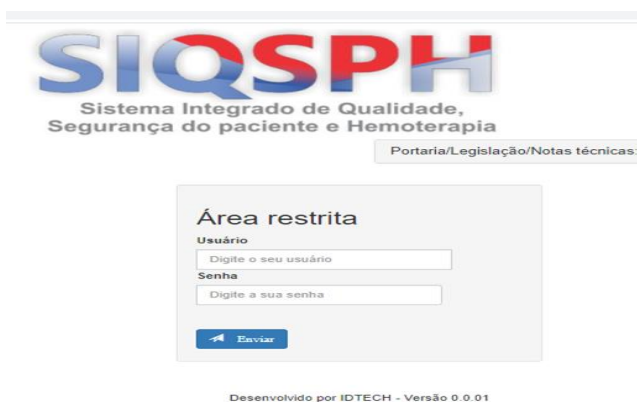 SIQSPH
Sistema Integrado de Qualidade,
Segurança do paciente e Hemoterapia
Portaria/Legislação/Notas técnicas:
Área restrita
Usuário
Digite o seu usuário
Senha
Digite a sua senha
Enviar
Desenvolvido por IDTECH - Versão 0.0.01